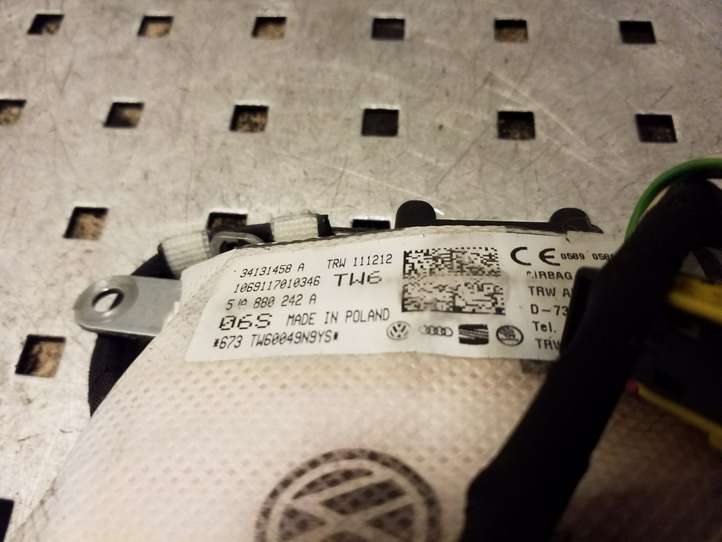 34131458 A TRW 111212
1069117010346 TW6
880 242 A
06S MADE IN POLAND
*673 TW60049N9YS*
CE 0589
AIRBAG
TRW
D-73
Tel.
TRW